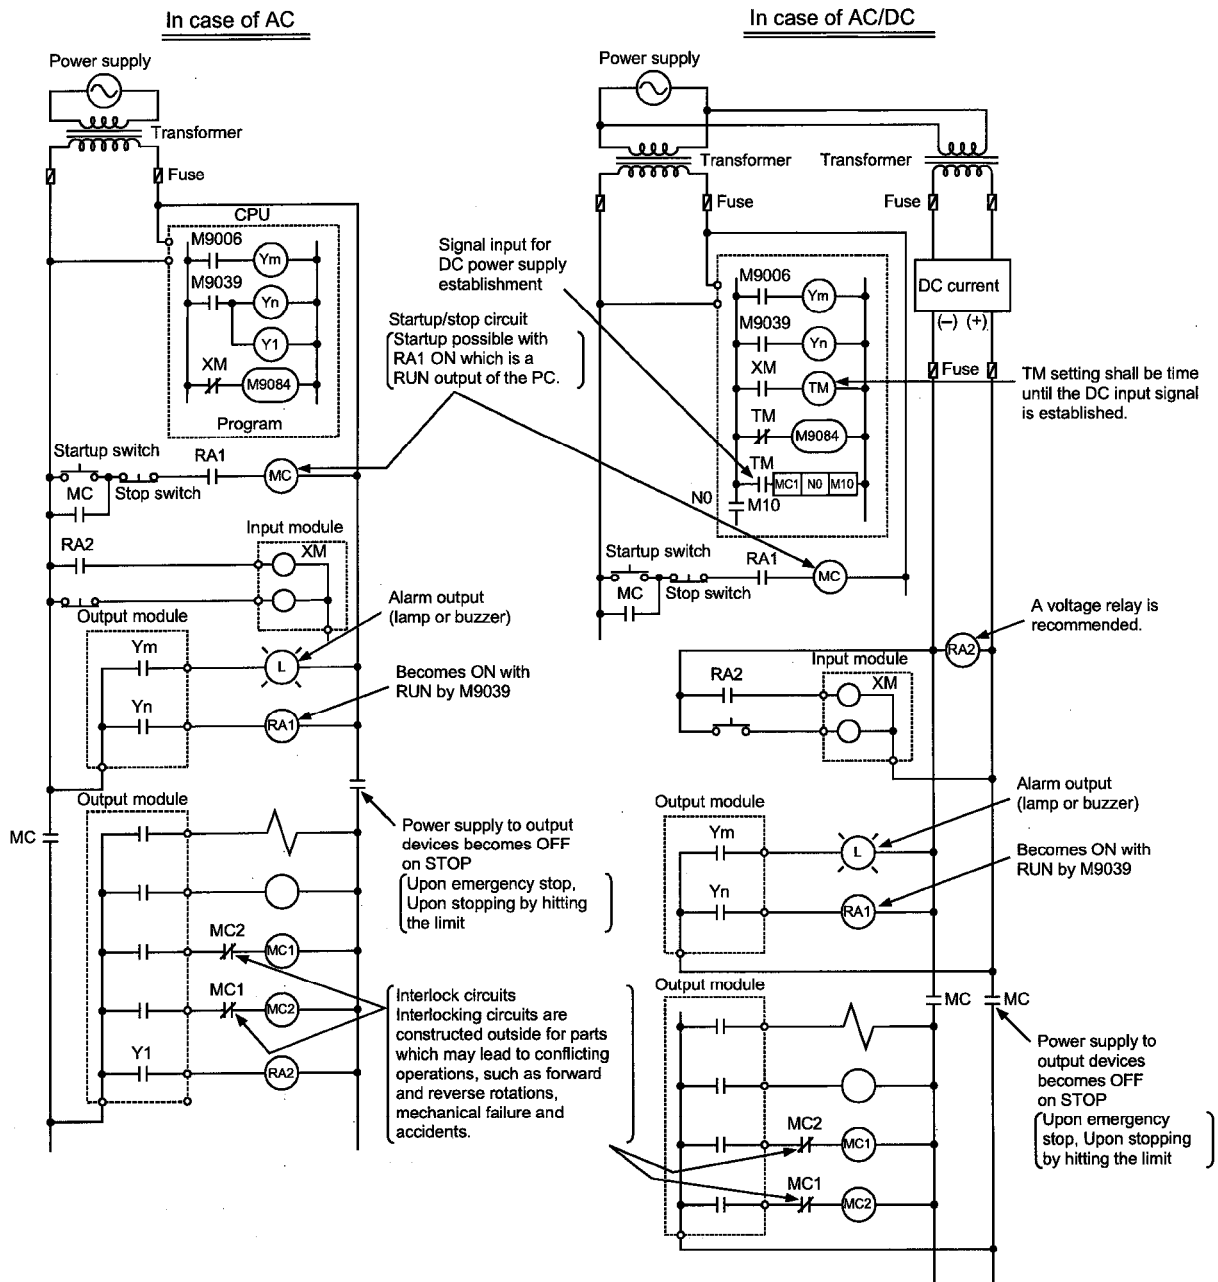 In case of AC
Power supply
Transformer
Fuse
CPU
M9006
Ym
M9039
Yn
Y1
XM
M9084
Program
Startup switch
RA1
MC
MC
Stop switch
RA2
Input module
XM
Output module
Ym
L
Yn
RA1
Output module
MC
MC2
MC1
MC1
MC2
Y1
RA2
Signal input for
DC power supply
establishment
Startup/stop circuit
Startup possible with
RA1 ON which is a
RUN output of the PC.
Alarm output
(lamp or buzzer)
Becomes ON with
RUN by M9039
Power supply to output
devices becomes OFF
on STOP
Upon emergency stop,
Upon stopping by hitting
the limit
Interlock circuits
Interlocking circuits are
constructed outside for parts
which may lead to conflicting
operations, such as forward
and reverse rotations,
mechanical failure and
accidents.
In case of AC/DC
Power supply
Transformer
Transformer
Fuse
Fuse
M9006
Ym
M9039
Yn
XM
TM
TM
M9084
TM
MC1 N0 M10
N0
M10
DC current
(–) (+)
Fuse
TM setting shall be time
until the DC input signal
is established.
Startup switch
RA1
MC
MC
Stop switch
A voltage relay is
recommended.
RA2
Input module
RA2
XM
Output module
Ym
L
Yn
RA1
Alarm output
(lamp or buzzer)
Becomes ON with
RUN by M9039
Output module
MC
MC
MC2
MC1
MC1
MC2
Power supply to
output devices
becomes OFF
on STOP
Upon emergency
stop, Upon stopping
by hitting the limit